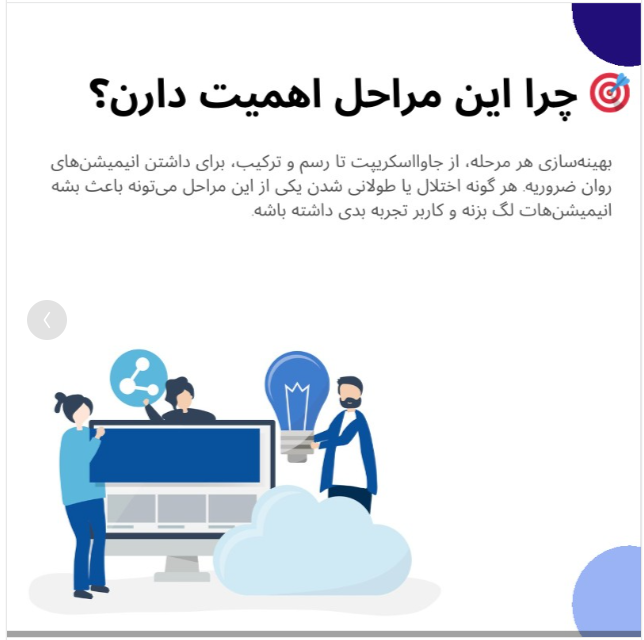 🎯 چرا این مراحل اهمیت دارن؟
بهینه‌سازی هر مرحله، از جاوااسکریپت تا رسم و ترکیب، برای داشتن انیمیشن‌های
روان ضروریه. هر گونه اختلال یا طولانی شدن یکی از این مراحل می‌تونه باعث بشه
انیمیشن‌هات لگ بزنه و کاربر تجربه بدی داشته باشه.